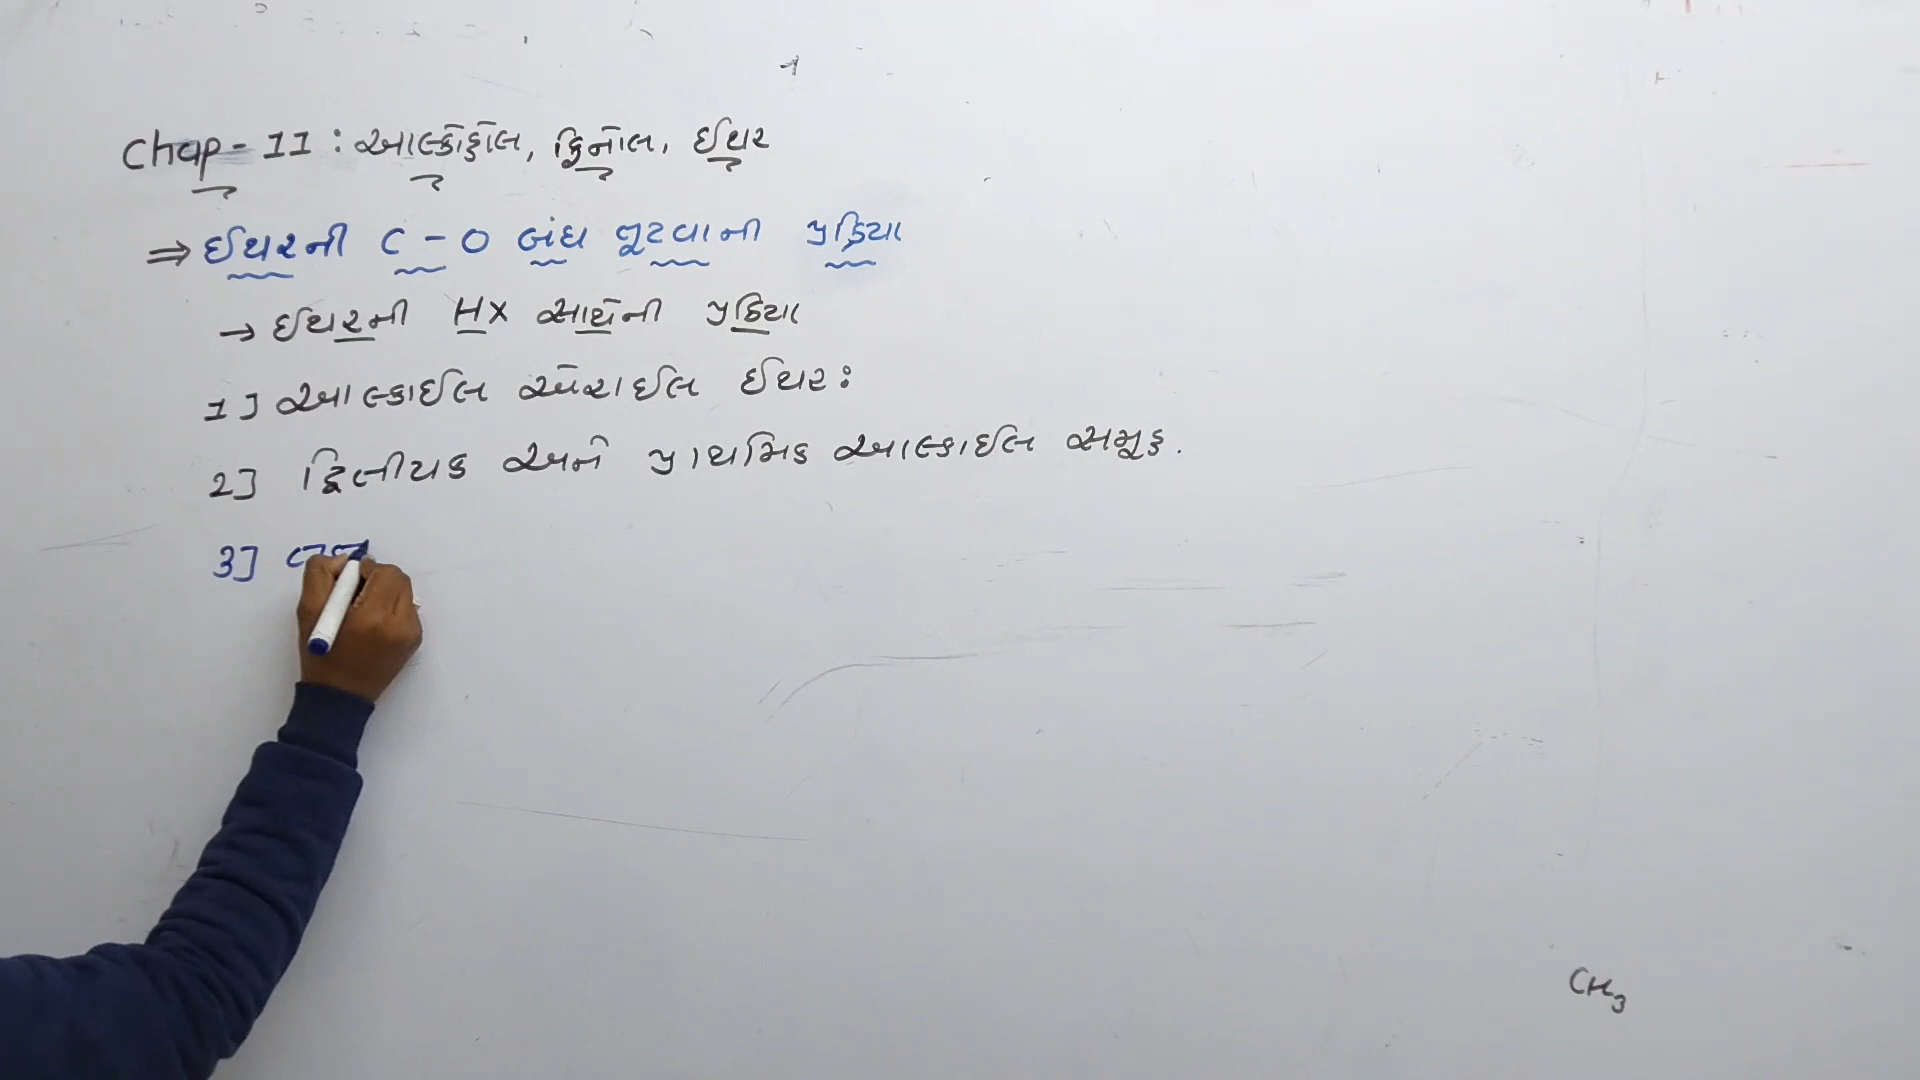 Chap-11 : આલ્કોહોલ, ફિનોલ, ઈથર
⇒ ઈથરની C-O બંધ તૂટવાની પ્રક્રિયા
→ ઈથરની HX સાથેની પ્રક્રિયા
1] આલ્કાઈલ એરાઈલ ઈથર:
2] દ્વિતીયક અને પ્રાથમિક આલ્કાઈલ સમૂહ.
3]
CH3